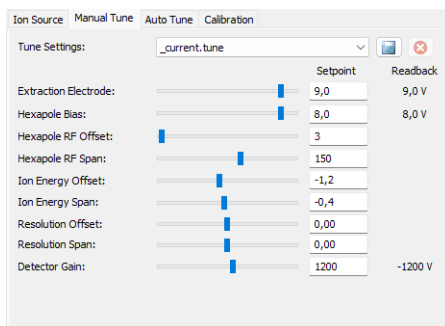 Ion Source Manual Tune Auto Tune Calibration
Tune Settings: _current.tune
Setpoint Readback
Extraction Electrode: 9,0 9,0 V
Hexapole Bias: 8,0 8,0 V
Hexapole RF Offset: 3
Hexapole RF Span: 150
Ion Energy Offset: -1,2
Ion Energy Span: -0,4
Resolution Offset: 0,00
Resolution Span: 0,00
Detector Gain: 1200 -1200 V